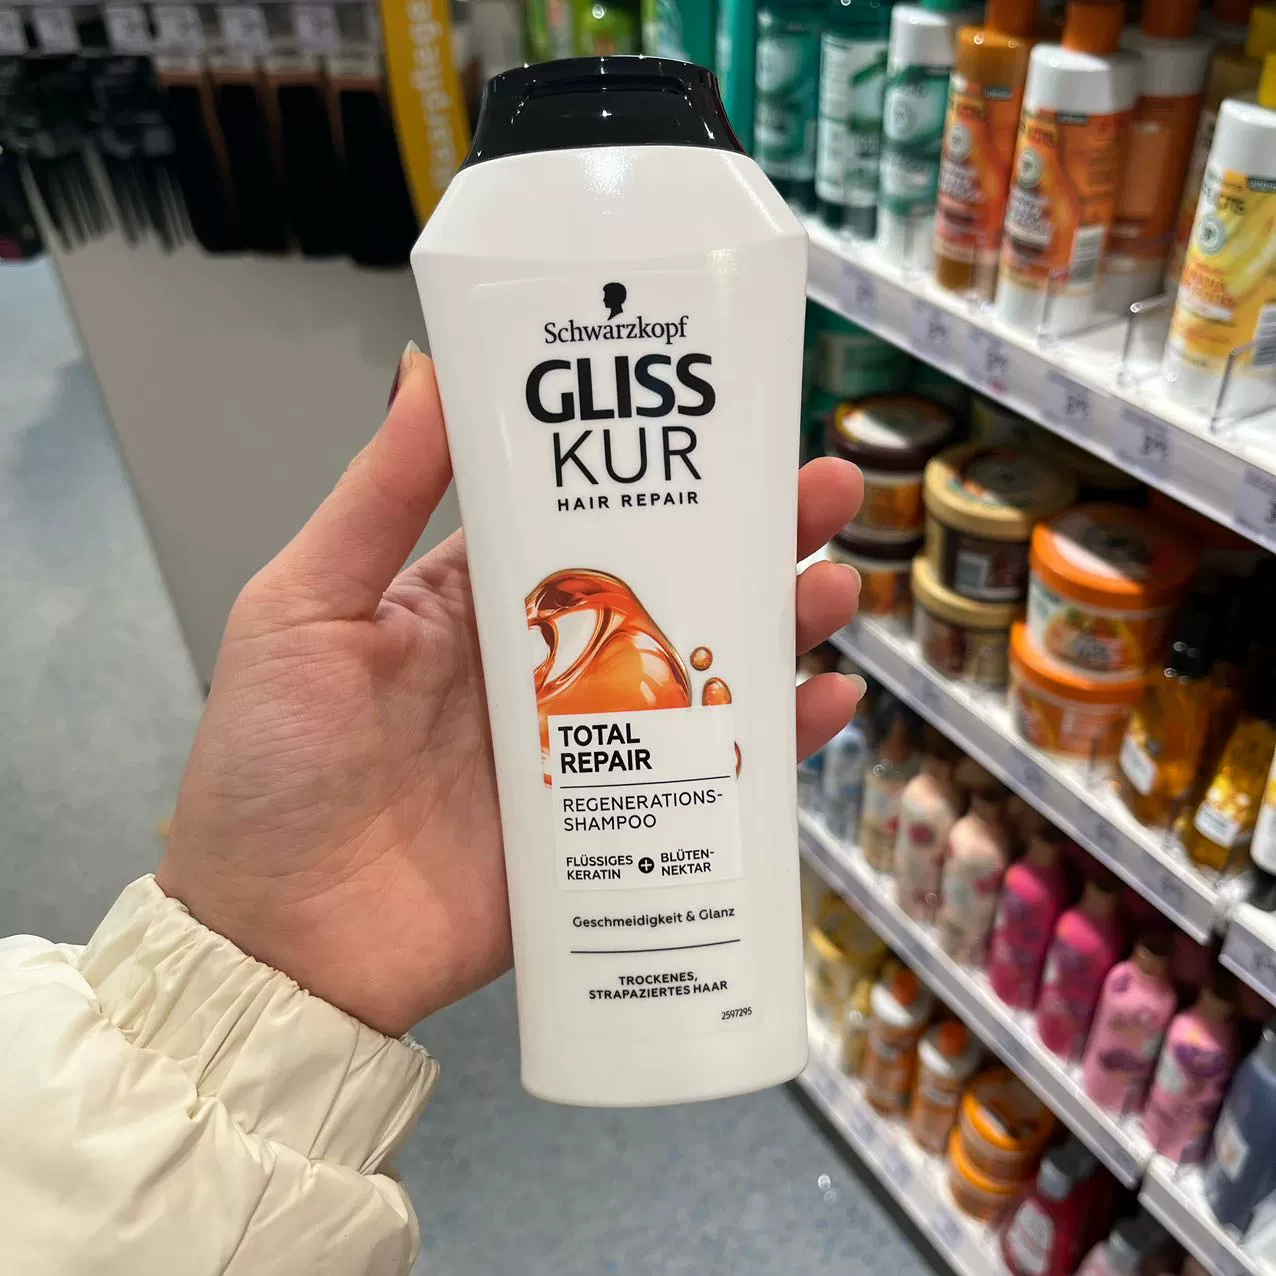 Schwarzkopf
GLISS
KUR
HAIR REPAIR
TOTAL
REPAIR
REGENERATIONS-
SHAMPOO
FLÜSSIGES
KERATIN
+
BLÜTEN-
NEKTAR
Geschmeidigkeit & Glanz
TROCKENES,
STRAPAZIERTES HAAR
2597295